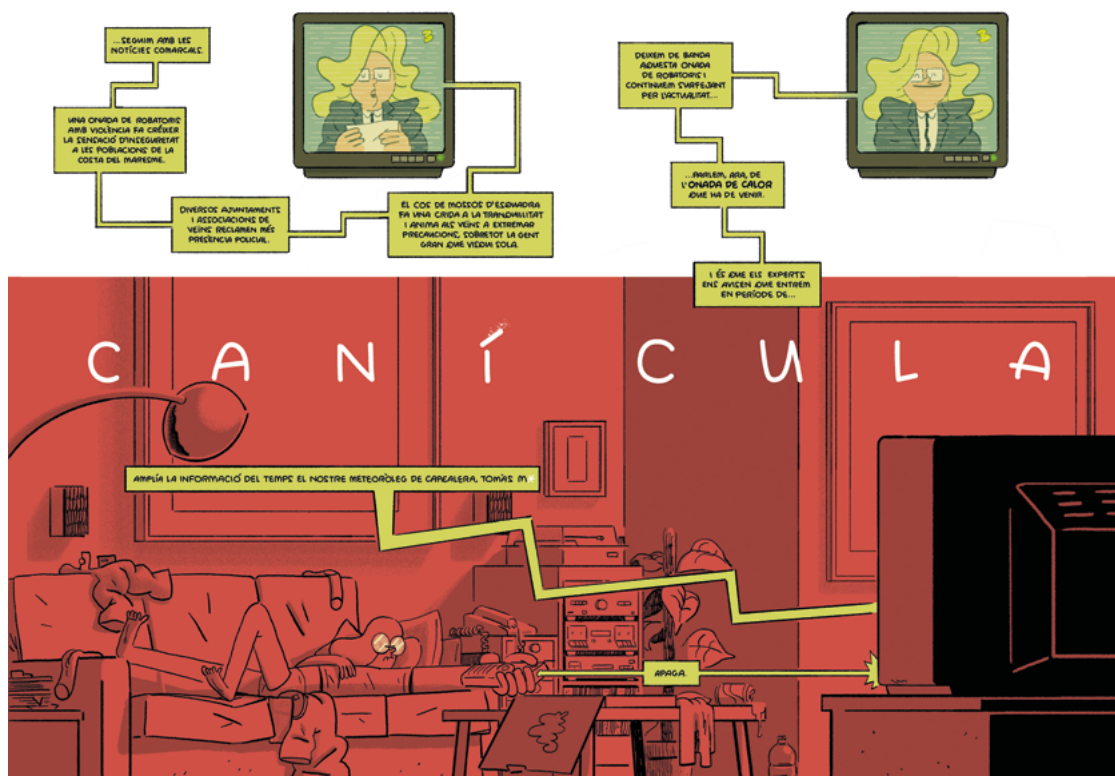 ...SEGUIM AMB LES
NOTÍCIES COMARCALS.
UNA ONADA DE ROBATORIS
AMB VIOLÈNCIA FA CRÉIXER
LA SENSACIÓ D'INSEGURETAT
A LES POBLACIONS DE LA
COSTA DEL MARESME.
DIVERSOS AJUNTAMENTS
I ASSOCIACIONS DE
VEÏNS RECLAMEN MÉS
PRESÈNCIA POLICIAL.
EL COS DE MOSSOS D'ESQUADRA
FA UNA CRIDA A LA TRANQUIL·LITAT
I ANIMA ALS VEÏNS A EXTREMAR
PRECAUCIONS, SOBRETOT LA GENT
GRAN QUE VISQUI SOLA.
3
DEIXEM DE BANDA
AQUESTA ONADA
DE ROBATORIS I
CONTINUEM SURFEJANT
PER L'ACTUALITAT...
3
...PARLEM, ARA, DE
L'ONADA DE CALOR
QUE HA DE VENIR.
I ÉS QUE ELS EXPERTS
ENS AVISEN QUE ENTREM
EN PERÍODE DE...
CANÍCULA
AMPLÍA LA INFORMACIÓ DEL TEMPS EL NOSTRE METEORÒLEG DE CAPÇALERA, TOMÀS M
APAGA.